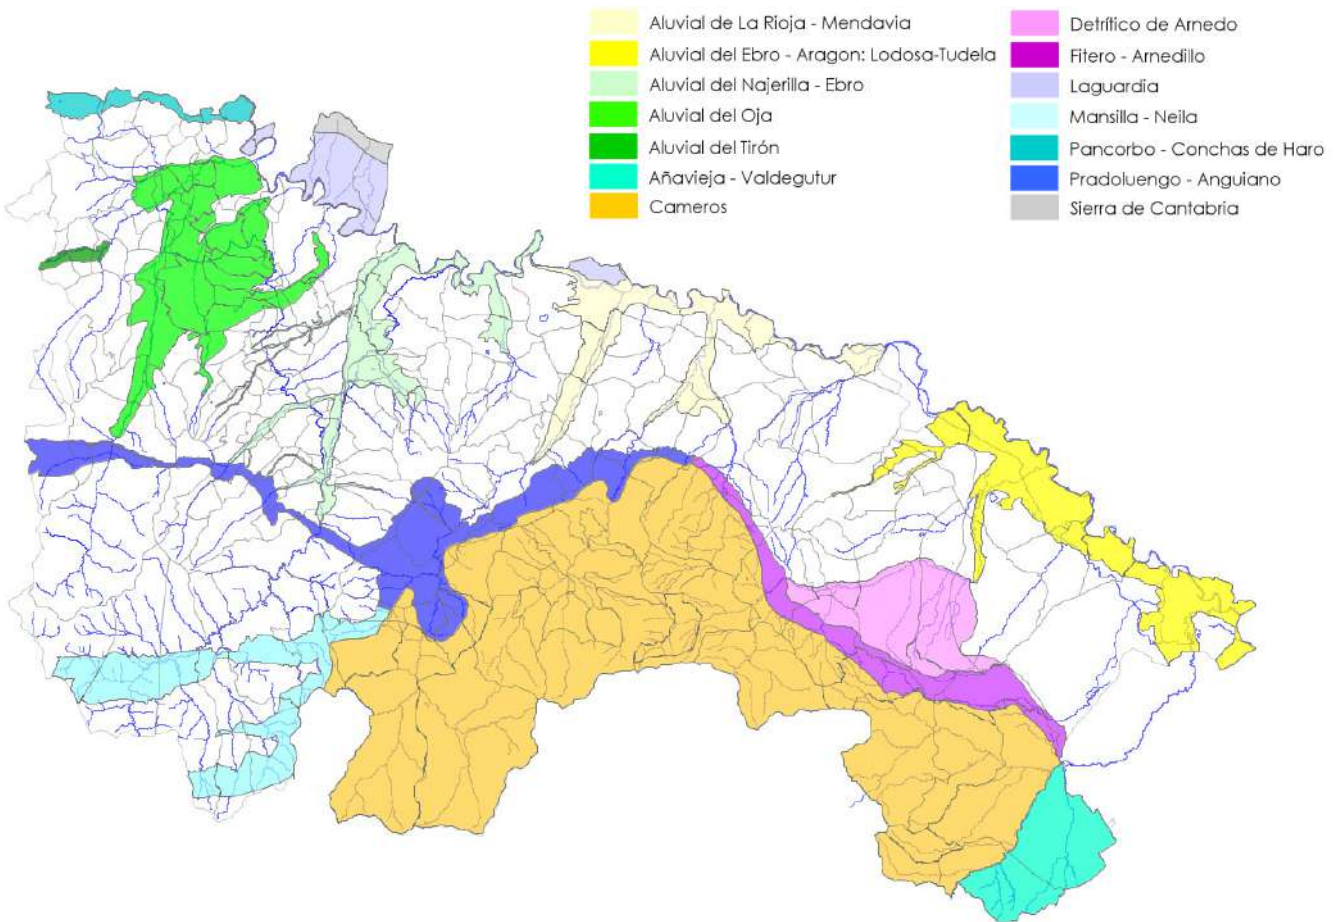 Aluvial de La Rioja - Mendavia
Aluvial del Ebro - Aragon: Lodosa-Tudela
Aluvial del Najerilla - Ebro
Aluvial del Oja
Aluvial del Tirón
Añavieja - Valdegutur
Cameros
Detrítico de Arnedo
Fitero - Arnedillo
Laguardia
Mansilla - Neila
Pancorbo - Conchas de Haro
Pradoluengo - Anguiano
Sierra de Cantabria